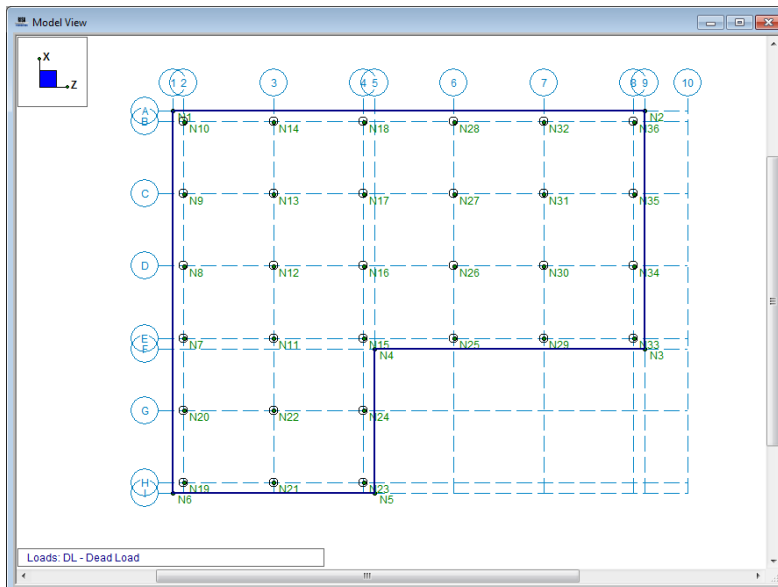 Model View
X
Z
1 2 3 4 5 6 7 8 9 10
A
N1 N2
B
N10 N14 N18 N28 N32 N36
C
N9 N13 N17 N27 N31 N35
D
N8 N12 N16 N26 N30 N34
E
N7 N11 N15 N25 N29 N33
F
N4 N3
G
N20 N22 N24
H
N19 N21 N23
I
N6 N5
Loads: DL - Dead Load